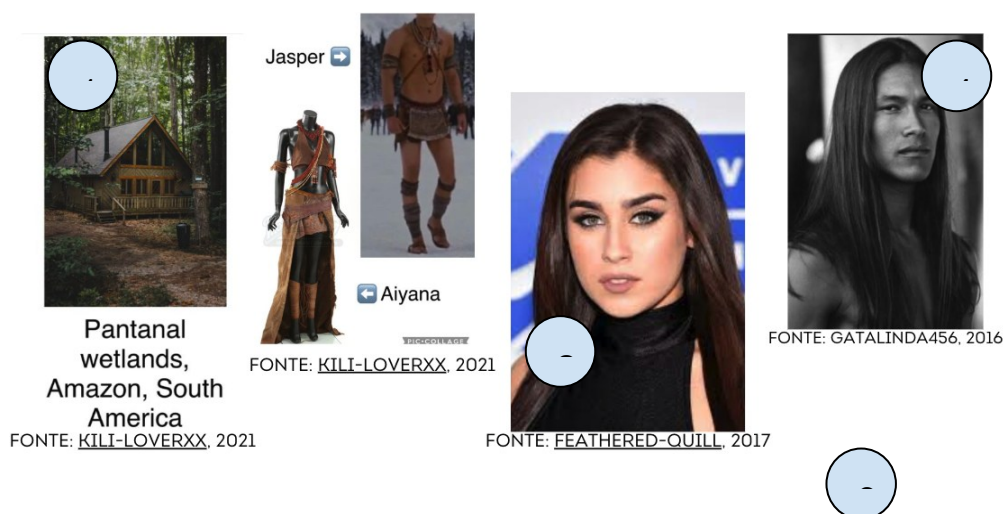 Jasper ➡️
⬅️ Aiyana
PIC•COLLAGE
Pantanal
wetlands,
Amazon, South
America
FONTE: KILI-LOVERXX, 2021
FONTE: KILI-LOVERXX, 2021
V
FONTE: FEATHERED-QUILL, 2017
FONTE: GATALINDA456, 2016